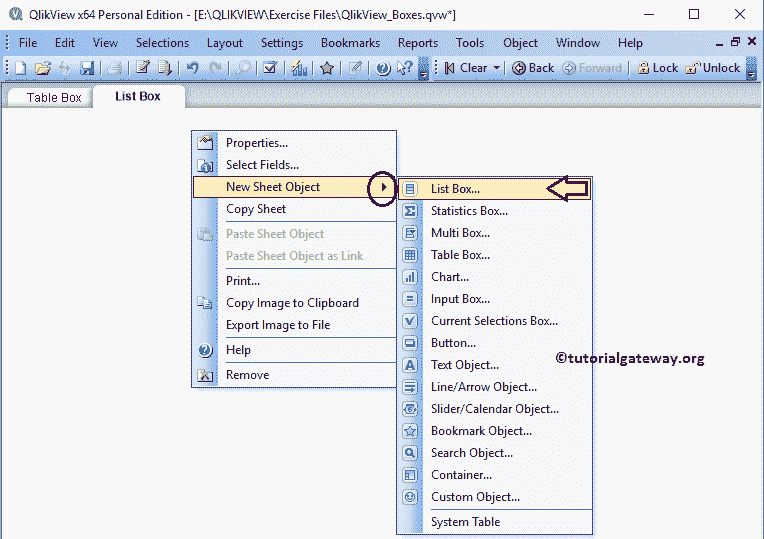 QlikView x64 Personal Edition - [E:\QLIKVIEW\Exercise Files\QlikView_Boxes.qvw*]
File Edit View Selections Layout Settings Bookmarks Reports Tools Object Window Help
Clear Back Forward Lock Unlock
Table Box List Box
Properties...
Select Fields...
New Sheet Object
Copy Sheet
Paste Sheet Object
Paste Sheet Object as Link
Print...
Copy Image to Clipboard
Export Image to File
Help
Remove
List Box...
Statistics Box...
Multi Box...
Table Box...
Chart...
Input Box...
Current Selections Box...
Button...
Text Object...
Line/Arrow Object...
Slider/Calendar Object...
Bookmark Object...
Search Object...
Container...
Custom Object...
System Table
©tutorialgateway.org